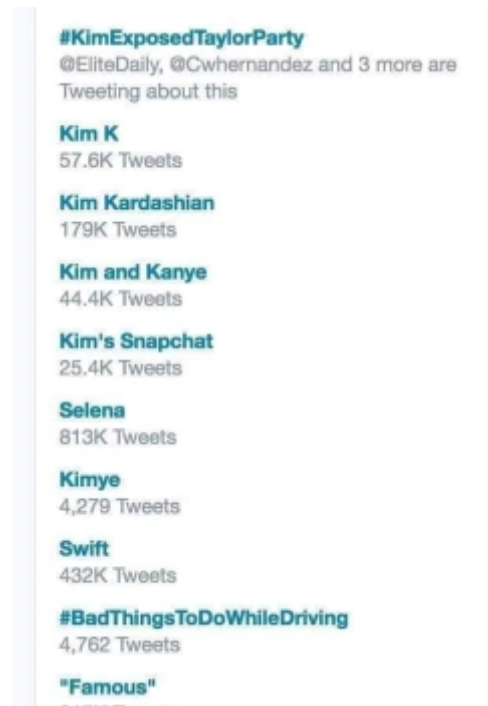 #KimExposedTaylorParty
@EliteDaily, @Cwhernandez and 3 more are
Tweeting about this
Kim K
57.6K Tweets
Kim Kardashian
179K Tweets
Kim and Kanye
44.4K Tweets
Kim's Snapchat
25.4K Tweets
Selena
813K Tweets
Kimye
4,279 Tweets
Swift
432K Tweets
#BadThingsToDoWhileDriving
4,762 Tweets
"Famous"